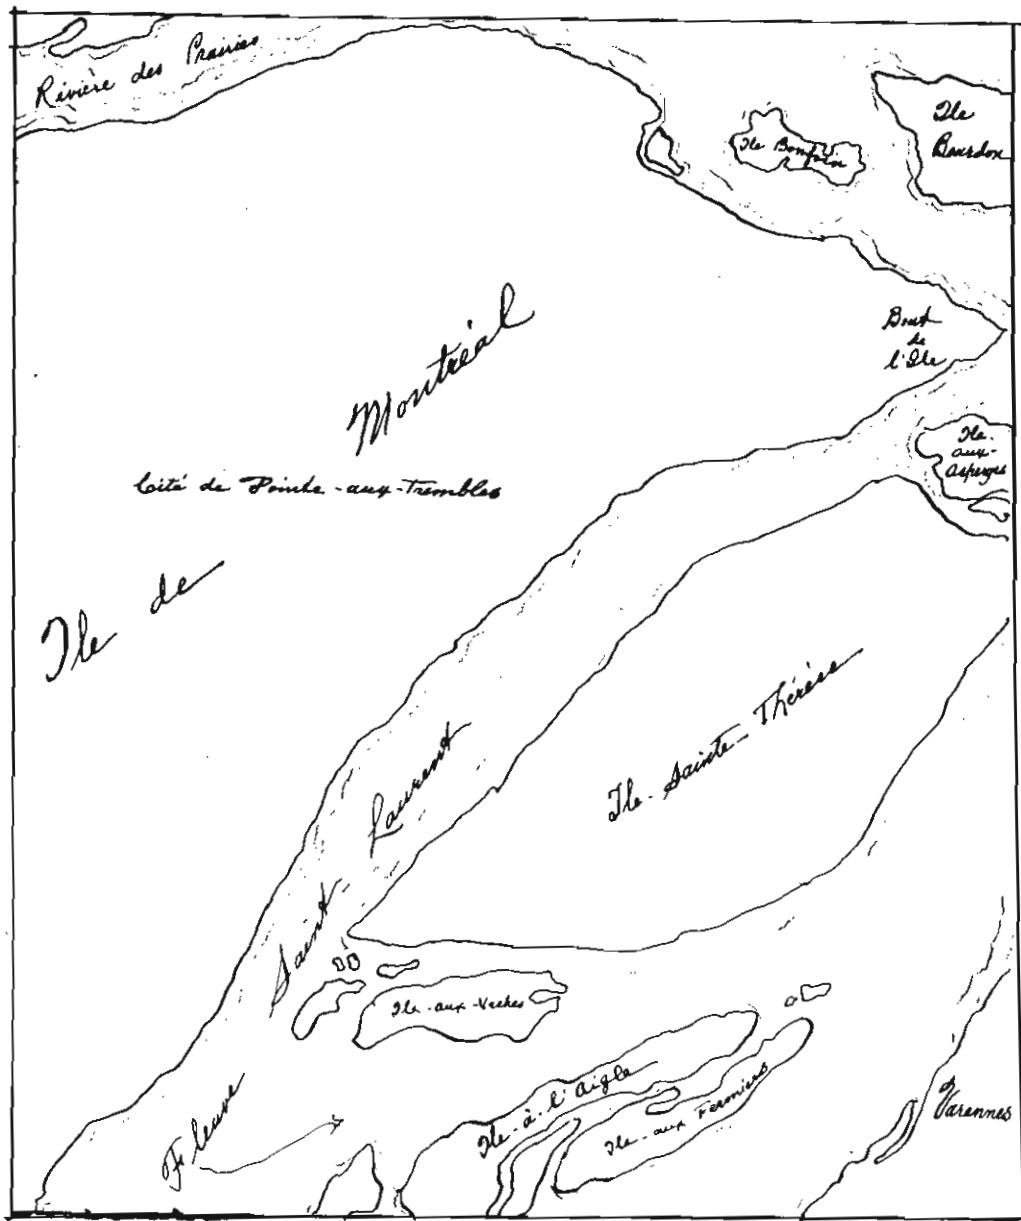 Rivière des Prairies
Ile
Bourdon
Ile Bonfoin
Bout
de
l'Ile
Montréal
Ile-
aux-
Asperges
Cité de Pointe-aux-Trembles
Ile de
Ile-Sainte-Thérèse
Laurent
Saint
Ile-aux-Vaches
Ile-à-l'Aigle
Ile-aux Fermiers
Varennes
Fleuve